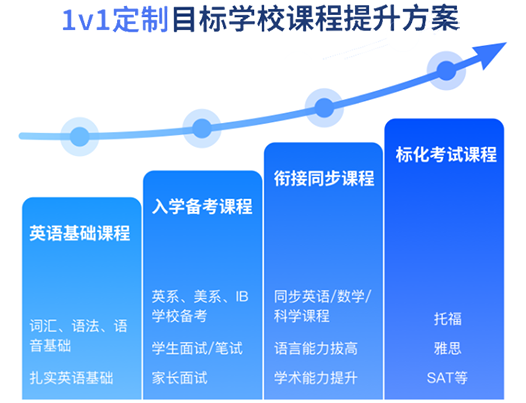 1v1定制目标学校课程提升方案
英语基础课程
词汇、语法、语
音基础
扎实英语基础
入学备考课程
英系、美系、IB
学校备考
学生面试/笔试
家长面试
衔接同步课程
同步英语/数学/
科学课程
语言能力拔高
学术能力提升
标化考试课程
托福
雅思
SAT等